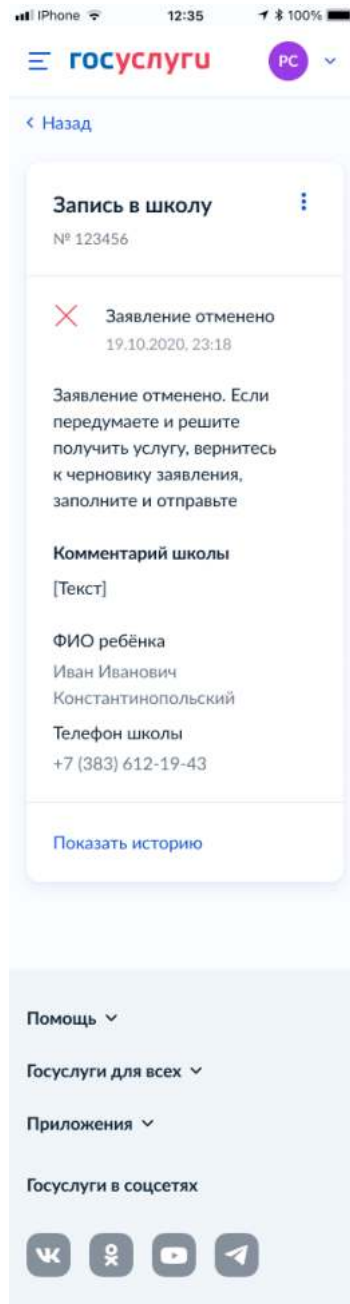 iPhone 12:35 100%
госуслуги РС
Назад
Запись в школу
№ 123456
Заявление отменено
19.10.2020, 23:18
Заявление отменено. Если
передумаете и решите
получить услугу, вернитесь
к черновику заявления,
заполните и отправьте
Комментарий школы
[Текст]
ФИО ребёнка
Иван Иванович
Константинопольский
Телефон школы
+7 (383) 612-19-43
Показать историю
Помощь
Госуслуги для всех
Приложения
Госуслуги в соцсетях